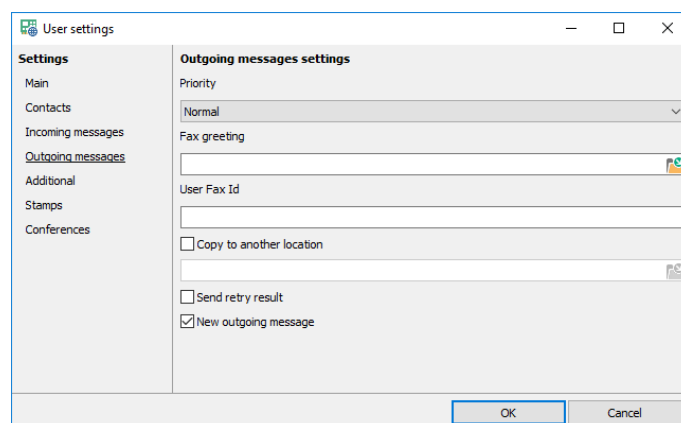 User settings
Settings
Main
Contacts
Incoming messages
Outgoing messages
Additional
Stamps
Conferences
Outgoing messages settings
Priority
Normal
Fax greeting
User Fax Id
Copy to another location
Send retry result
New outgoing message
OK
Cancel